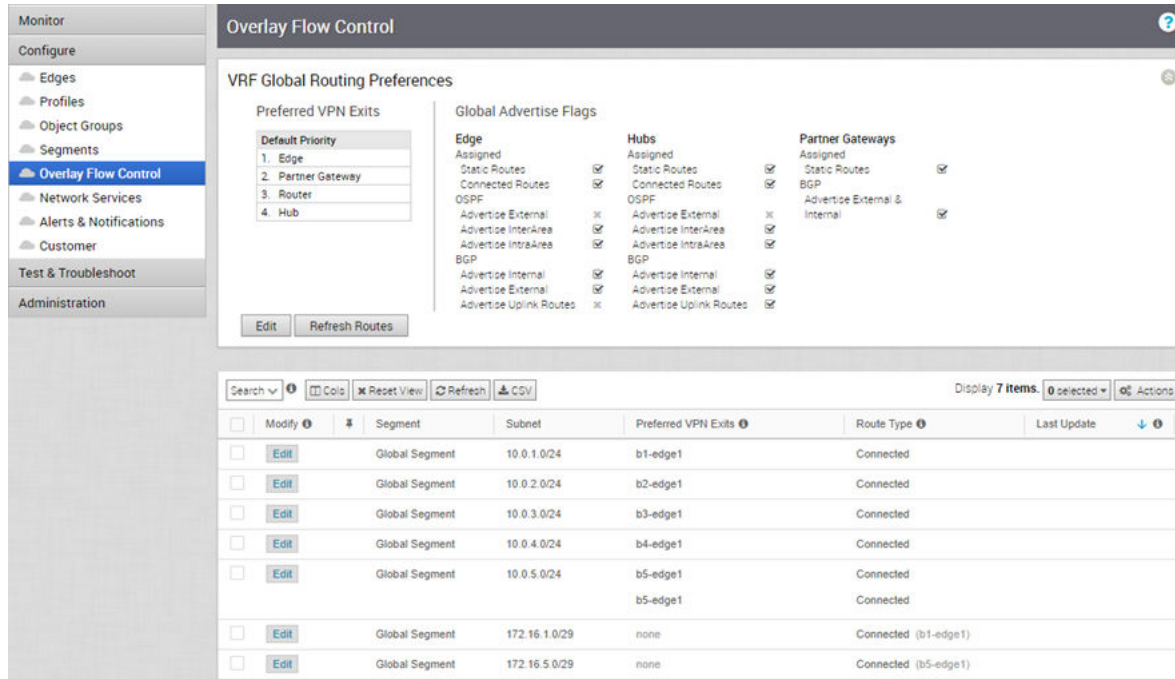 Monitor
Configure
Edges
Profiles
Object Groups
Segments
Overlay Flow Control
Network Services
Alerts & Notifications
Customer
Test & Troubleshoot
Administration
Overlay Flow Control
?
VRF Global Routing Preferences
Preferred VPN Exits
Default Priority
1. Edge
2. Partner Gateway
3. Router
4. Hub
Global Advertise Flags
Edge
Assigned
Static Routes
Connected Routes
OSPF
Advertise External
Advertise InterArea
Advertise IntraArea
BGP
Advertise Internal
Advertise External
Advertise Uplink Routes
Hubs
Assigned
Static Routes
Connected Routes
OSPF
Advertise External
Advertise InterArea
Advertise IntraArea
BGP
Advertise Internal
Advertise External
Advertise Uplink Routes
Partner Gateways
Assigned
Static Routes
BGP
Advertise External &
Internal
Edit Refresh Routes
Search Cols Reset View Refresh CSV Display 7 items. 0 selected Actions
Modify Segment Subnet Preferred VPN Exits Route Type Last Update
Edit Global Segment 10.0.1.0/24 b1-edge1 Connected
Edit Global Segment 10.0.2.0/24 b2-edge1 Connected
Edit Global Segment 10.0.3.0/24 b3-edge1 Connected
Edit Global Segment 10.0.4.0/24 b4-edge1 Connected
Edit Global Segment 10.0.5.0/24 b5-edge1 Connected
b5-edge1 Connected
Edit Global Segment 172.16.1.0/29 none Connected (b1-edge1)
Edit Global Segment 172.16.5.0/29 none Connected (b5-edge1)